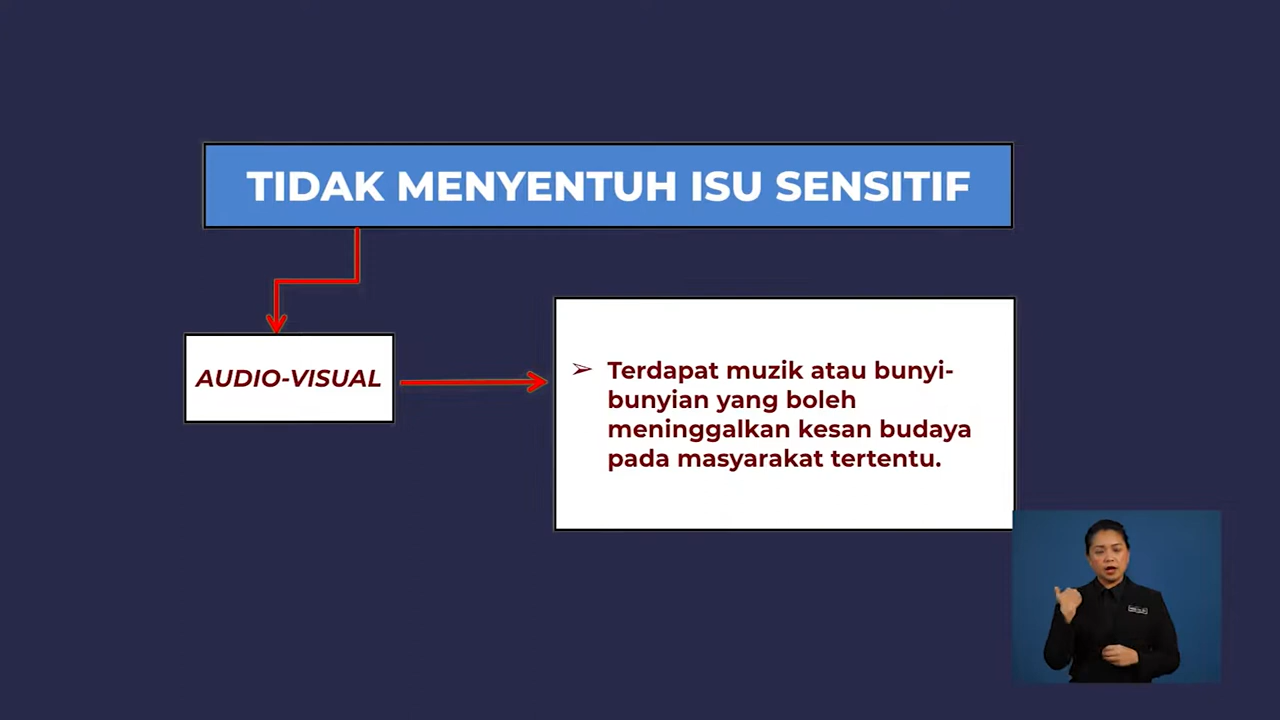 TIDAK MENYENTUH ISU SENSITIF
AUDIO-VISUAL
➢ Terdapat muzik atau bunyi-
bunyian yang boleh
meninggalkan kesan budaya
pada masyarakat tertentu.